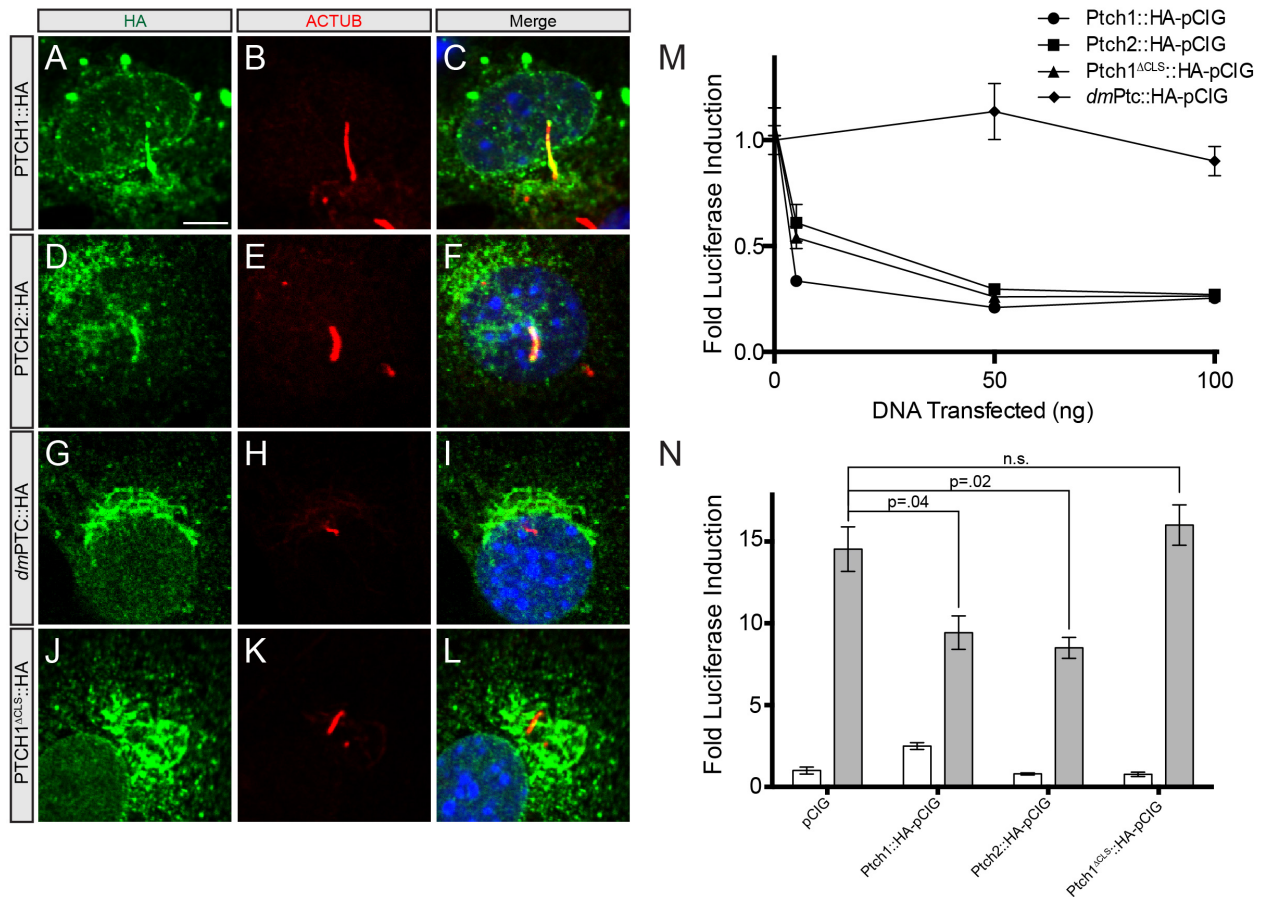 HA
ACTUB
Merge
PTCH1::HA
A
B
C
PTCH2::HA
D
E
F
dmPTC::HA
G
H
I
PTCH1ΔCLS::HA
J
K
L
M
Ptch1::HA-pCIG
Ptch2::HA-pCIG
Ptch1ΔCLS::HA-pCIG
dmPtc::HA-pCIG
Fold Luciferase Induction
1.0
0.5
0.0
0
50
100
DNA Transfected (ng)
N
n.s.
p=.02
p=.04
Fold Luciferase Induction
15
10
5
0
pCIG
Ptch1::HA-pCIG
Ptch2::HA-pCIG
Ptch1ΔCLS::HA-pCIG